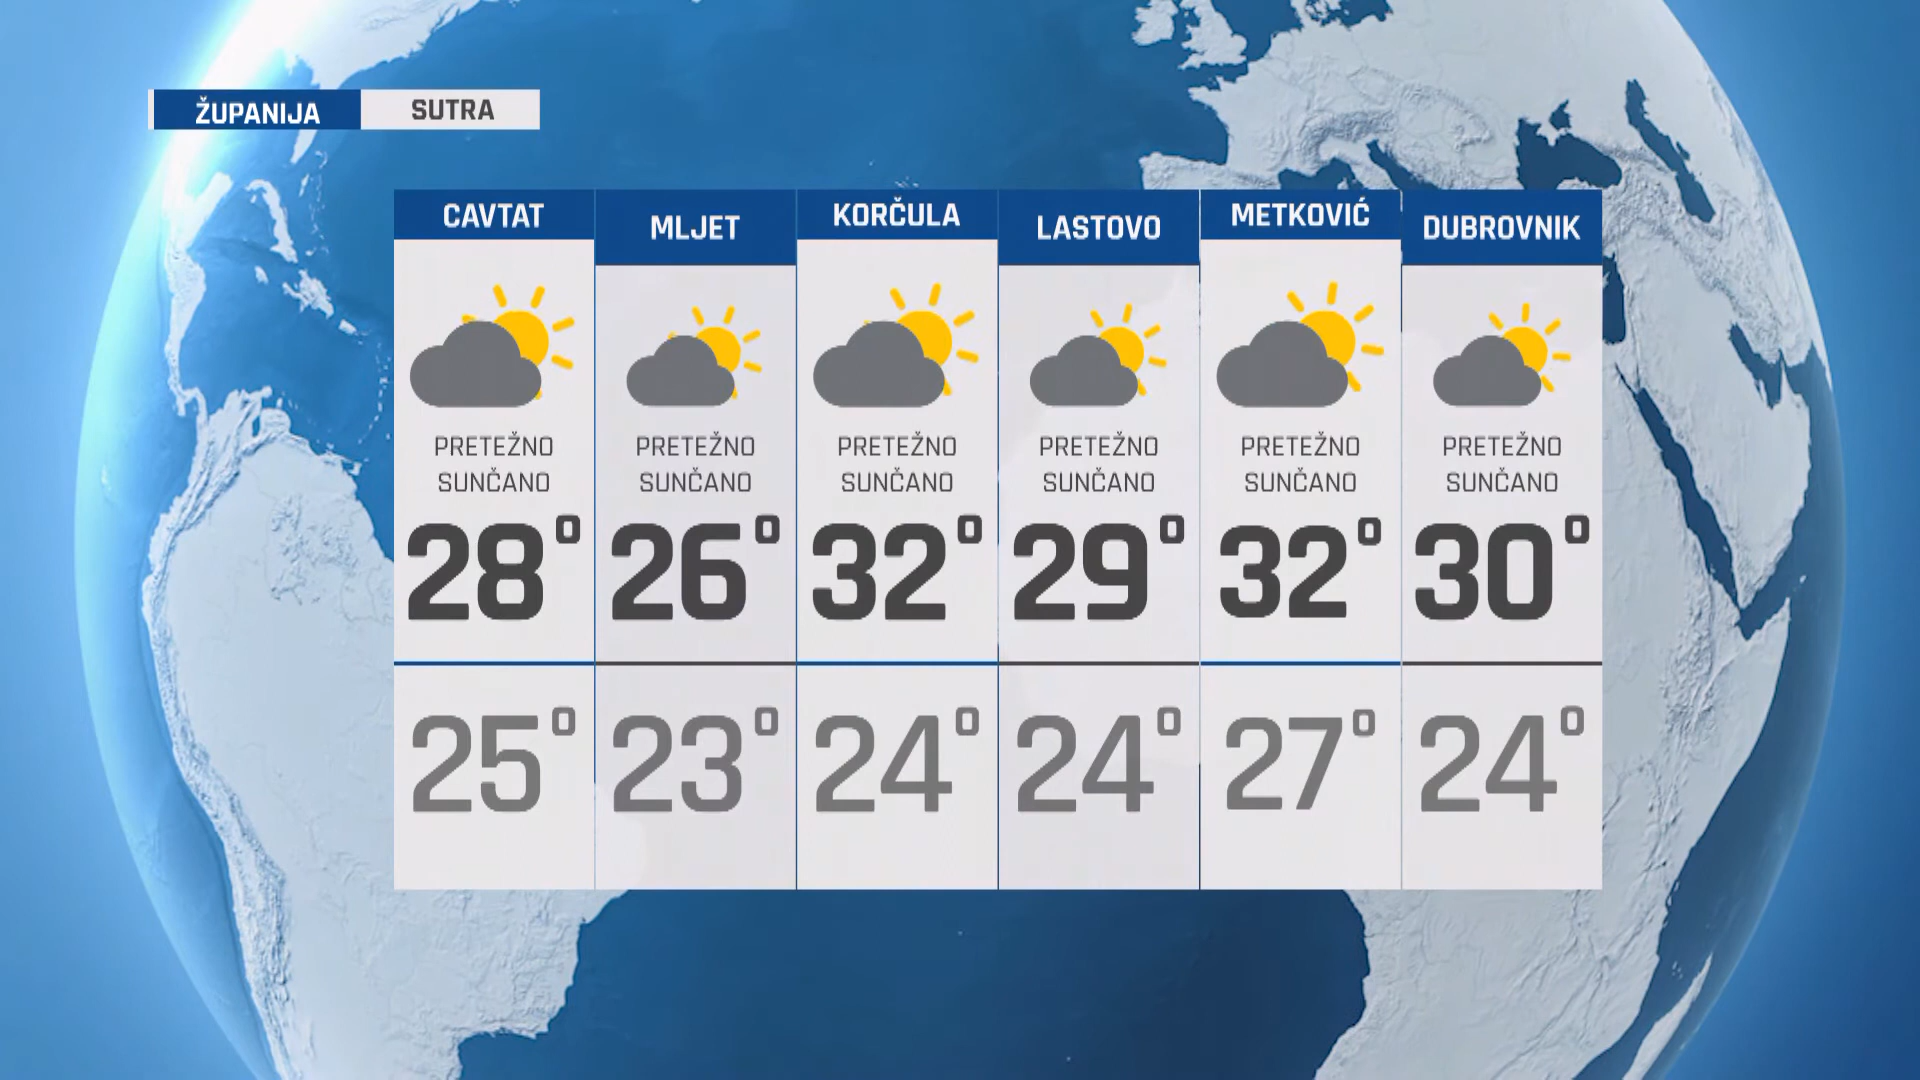 ŽUPANIJA SUTRA
CAVTAT MLJET KORČULA LASTOVO METKOVIĆ DUBROVNIK
PRETEŽNO PRETEŽNO PRETEŽNO PRETEŽNO PRETEŽNO PRETEŽNO
SUNČANO SUNČANO SUNČANO SUNČANO SUNČANO SUNČANO
28° 26° 32° 29° 32° 30°
25° 23° 24° 24° 27° 24°